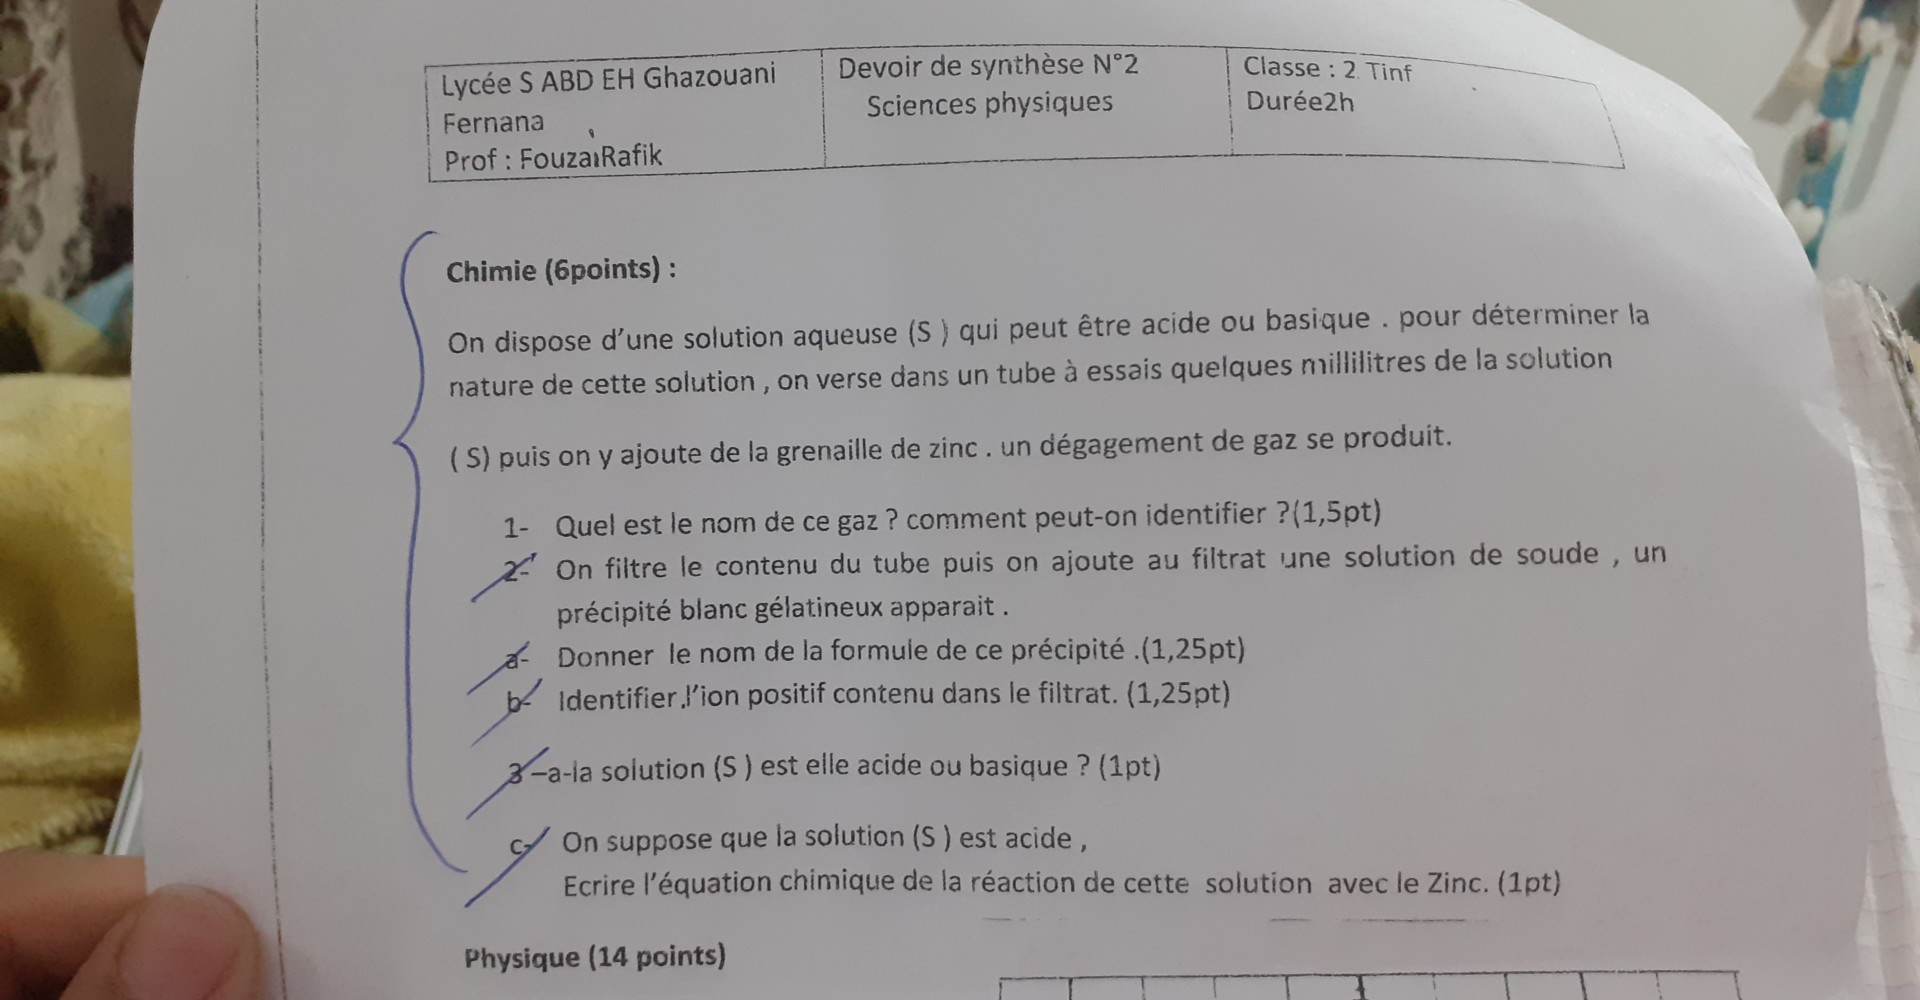 Lycée S ABD EH Ghazouani
Fernana
Prof : FouzaiRafik
Devoir de synthèse N°2
Sciences physiques
Classe : 2 Tinf
Durée2h
Chimie (6points) :
On dispose d'une solution aqueuse (S ) qui peut être acide ou basique . pour déterminer la
nature de cette solution , on verse dans un tube à essais quelques millilitres de la solution
( S) puis on y ajoute de la grenaille de zinc . un dégagement de gaz se produit.
1- Quel est le nom de ce gaz ? comment peut-on identifier ?(1,5pt)
2- On filtre le contenu du tube puis on ajoute au filtrat une solution de soude , un
précipité blanc gélatineux apparait .
a- Donner le nom de la formule de ce précipité .(1,25pt)
b- Identifier l'ion positif contenu dans le filtrat. (1,25pt)
3 –a-la solution (S ) est elle acide ou basique ? (1pt)
c- On suppose que la solution (S ) est acide ,
Ecrire l'équation chimique de la réaction de cette solution avec le Zinc. (1pt)
Physique (14 points)